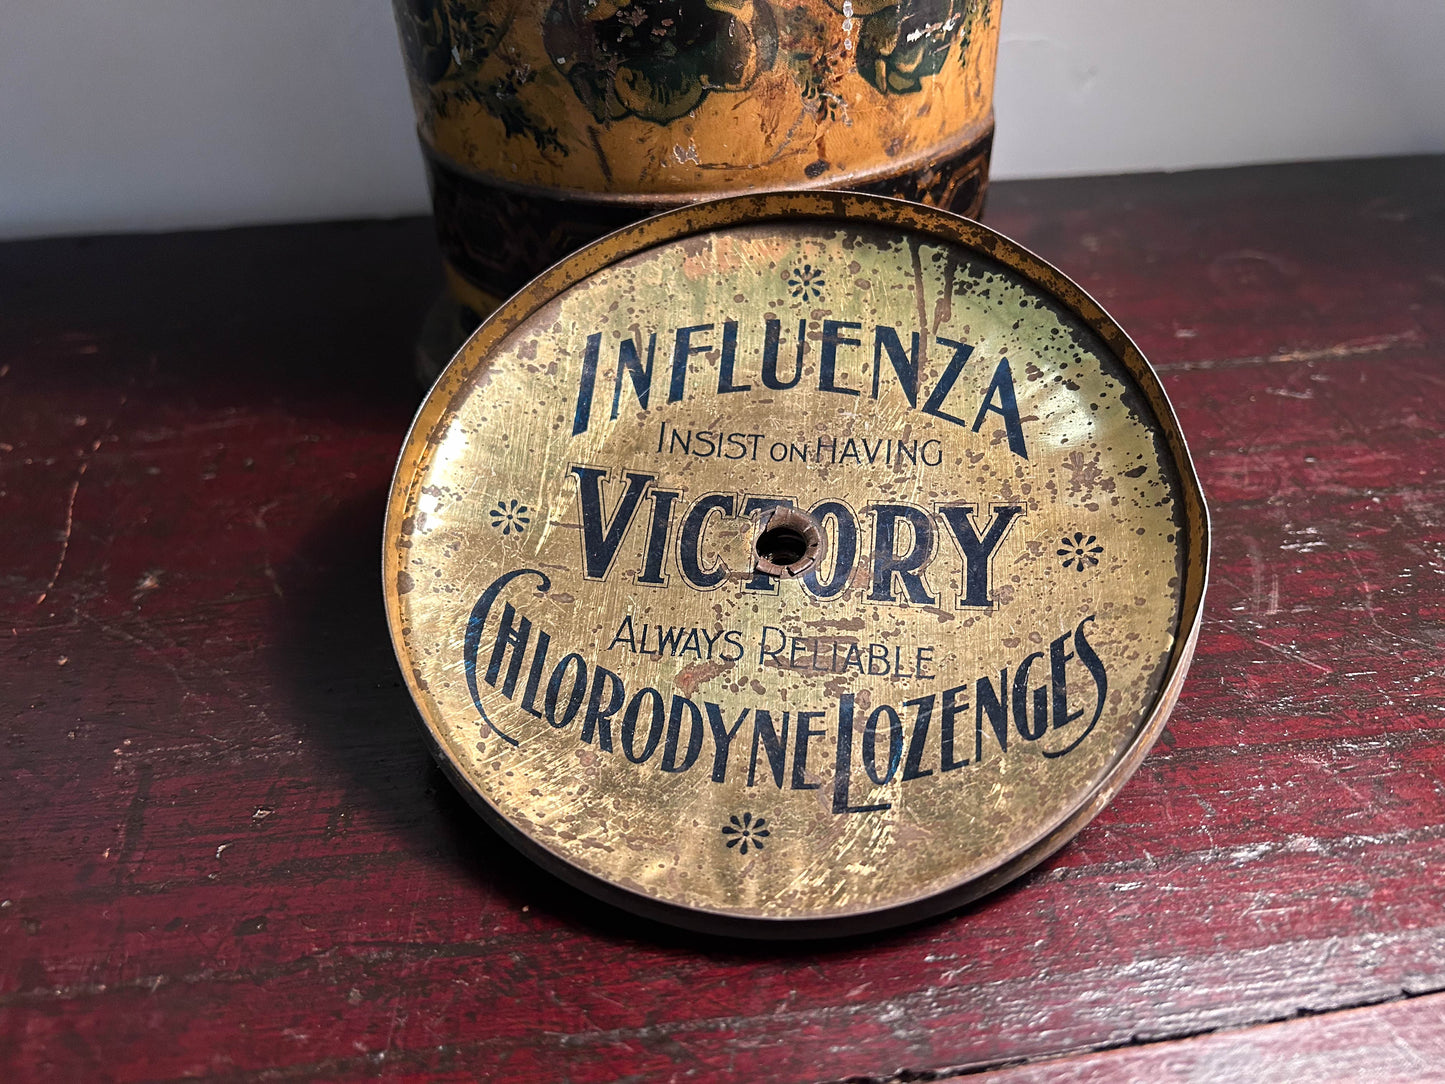 INFLUENZA
INSIST ON HAVING
VICTORY
ALWAYS RELIABLE
CHLORODYNE LOZENGES